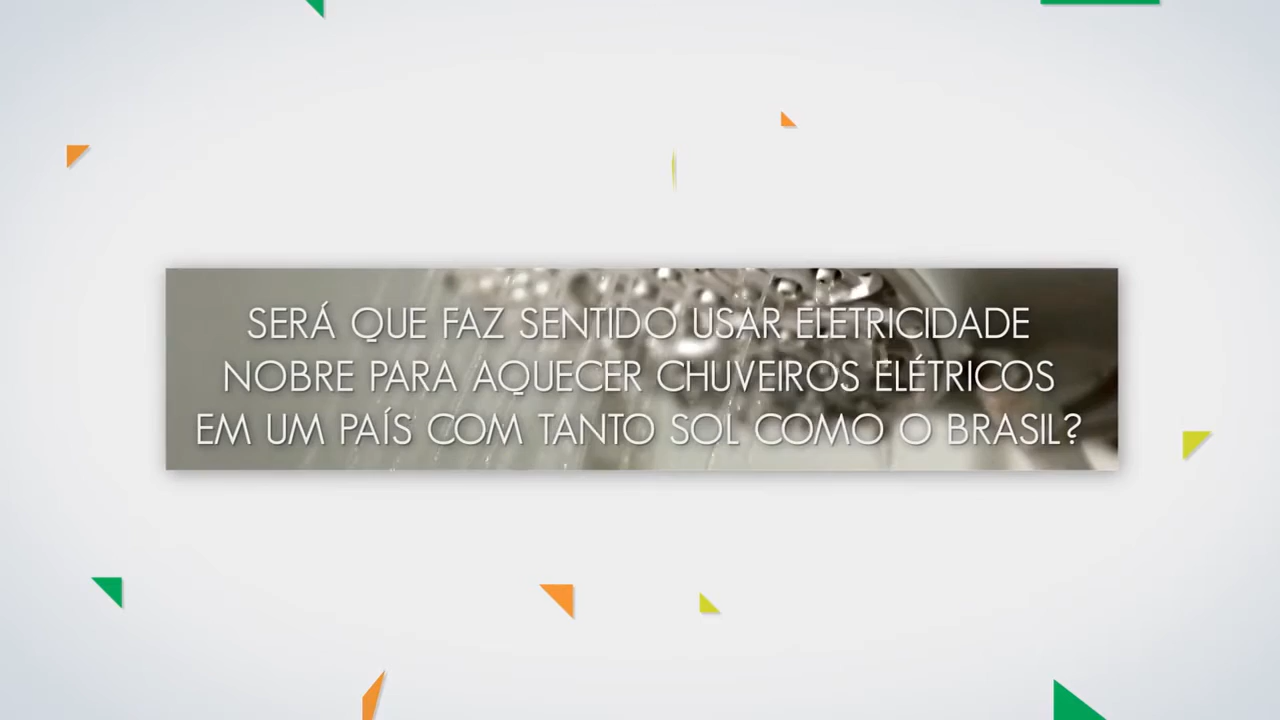 SERÁ QUE FAZ SENTIDO USAR ELETRICIDADE
NOBRE PARA AQUECER CHUVEIROS ELÉTRICOS
EM UM PAÍS COM TANTO SOL COMO O BRASIL?